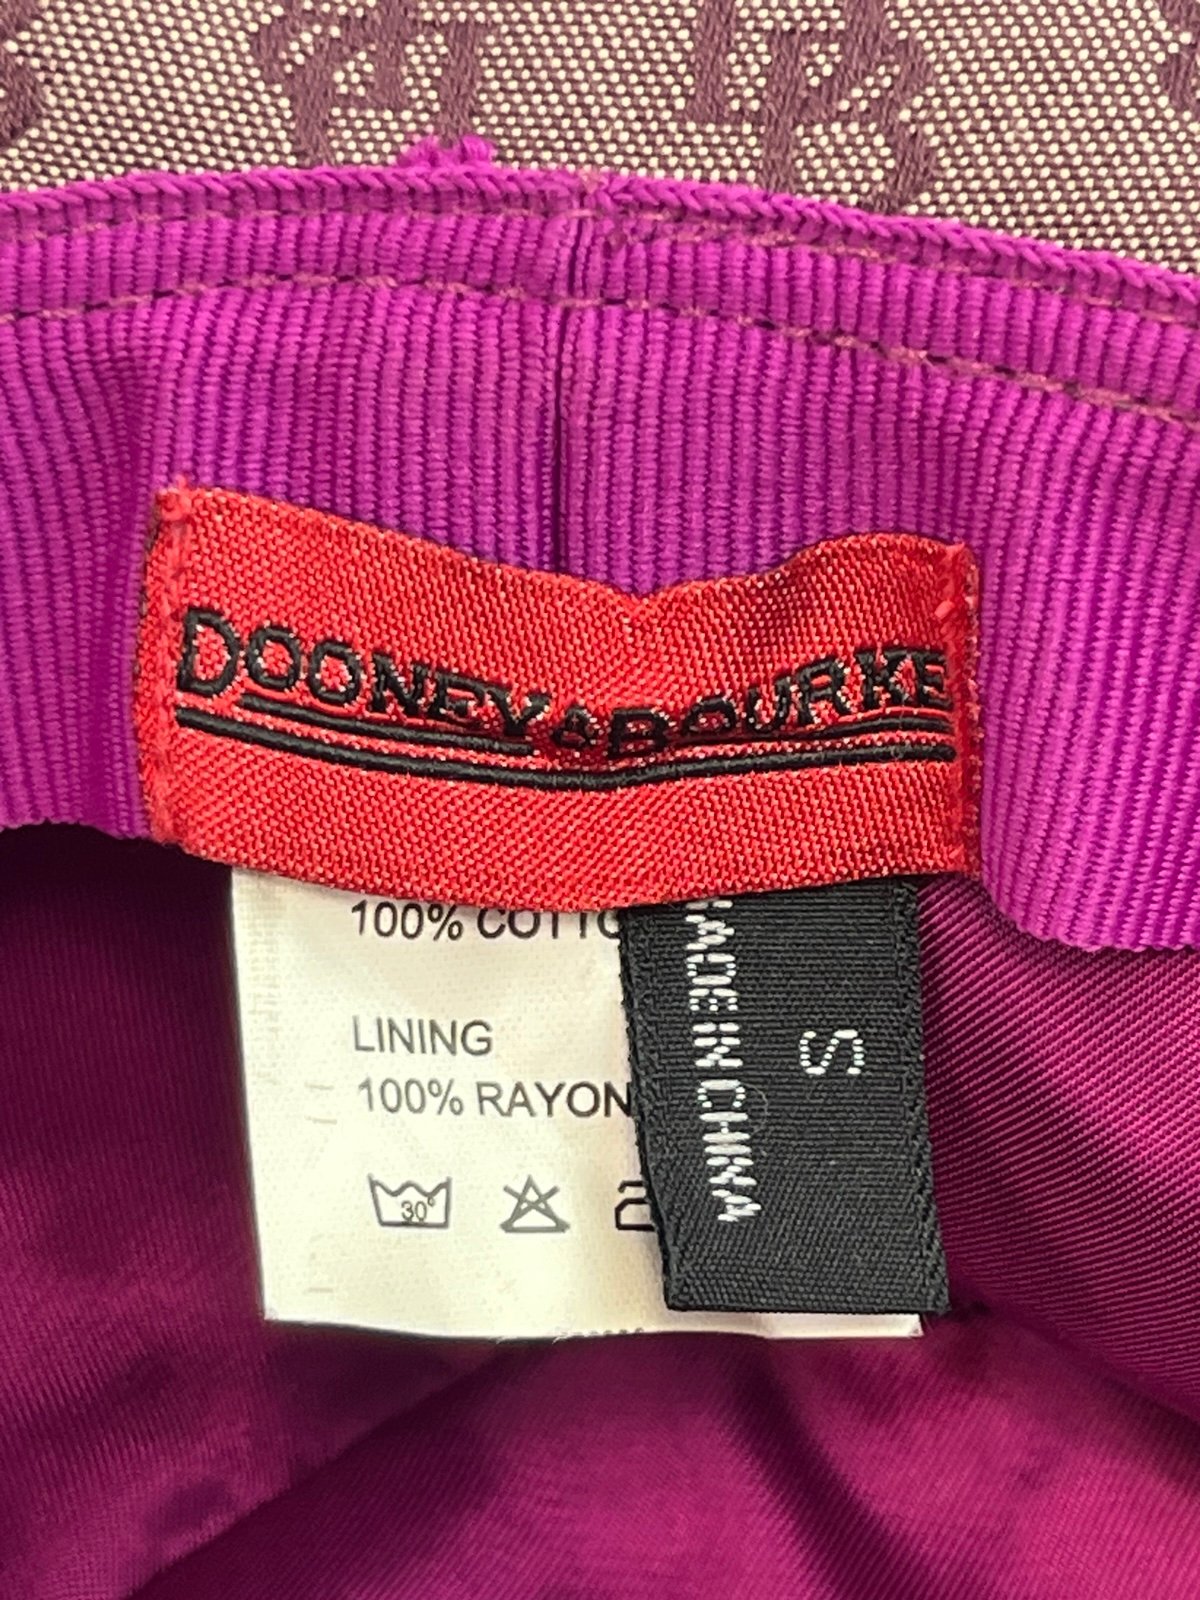 DOONEY & BOURKE
100% COTTO
LINING
100% RAYON
30°
MADE IN CHINA
S